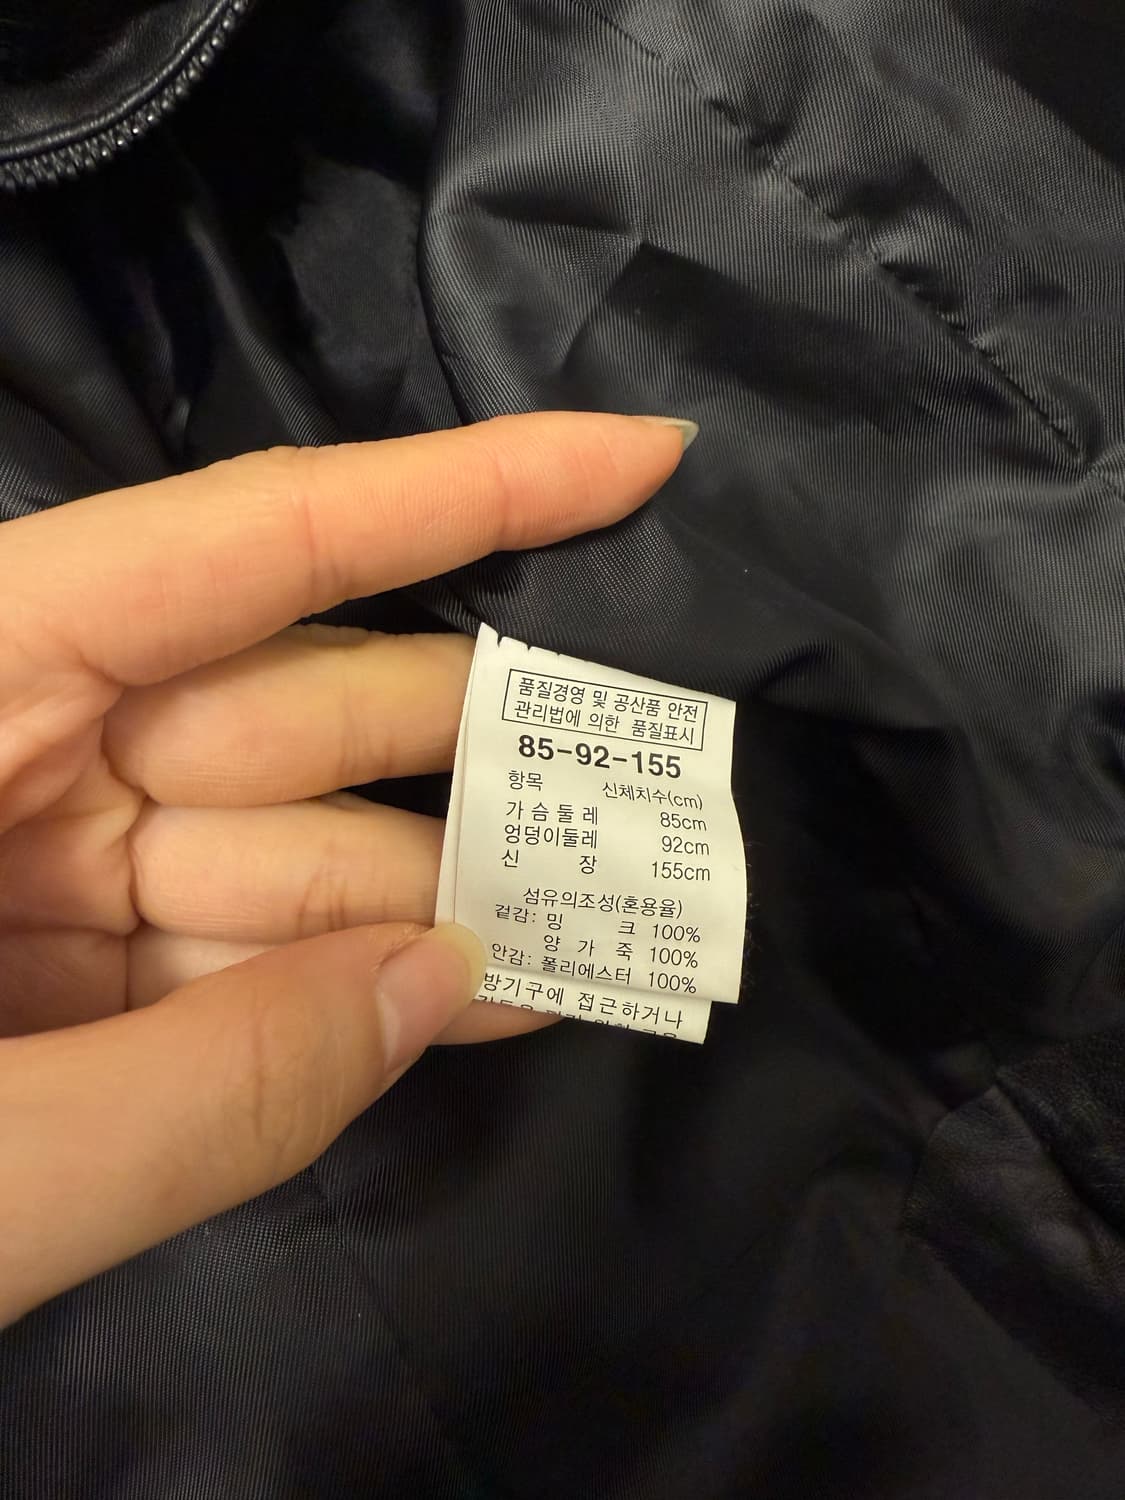 품질경영 및 공산품 안전
관리법에 의한 품질표시
85-92-155
항목 신체치수(cm)
가슴둘레 85cm
엉덩이둘레 92cm
신 장 155cm
섬유의조성(혼용율)
겉감: 밍 크 100%
양 가 죽 100%
안감: 폴리에스터 100%
방기구에 접근하거나